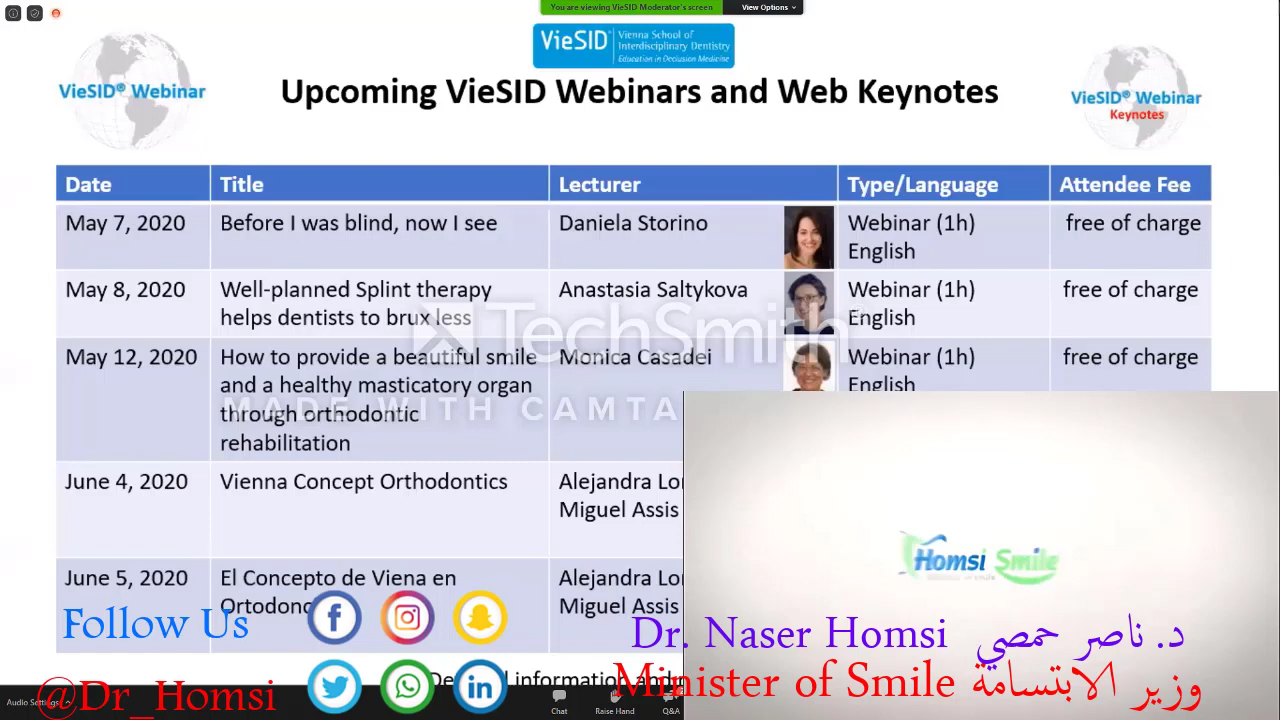 You are viewing VieSID Moderator's screen
View Options
VieSID® Vienna School of
Interdisciplinary Dentistry
Education in Occlusion Medicine
VieSID® Webinar
Upcoming VieSID Webinars and Web Keynotes
VieSID® Webinar
Keynotes
Date Title Lecturer Type/Language Attendee Fee
May 7, 2020 Before I was blind, now I see Daniela Storino Webinar (1h) free of charge
English
May 8, 2020 Well-planned Splint therapy Anastasia Saltykova Webinar (1h) free of charge
helps dentists to brux less English
TechSmith
May 12, 2020 How to provide a beautiful smile Monica Casadei Webinar (1h) free of charge
and a healthy masticatory organ English
MADE WITH CAMTA
through orthodontic
rehabilitation
June 4, 2020 Vienna Concept Orthodontics Alejandra
Miguel Assis
Homsi Smile
June 5, 2020 El Concepto de Viena en Alejandra
Miguel Assis
Follow Us
Dr. Naser Homsi د. ناصر حمصي
information
Minister of Smile وزير الابتسامة
@Dr_Homsi
Audio Settings
Chat
Raise Hand
Q&A